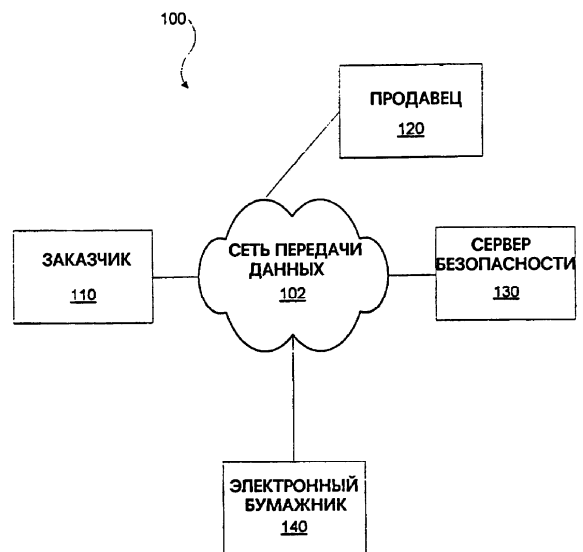 100
ПРОДАВЕЦ
120
СЕТЬ ПЕРЕДАЧИ
ДАННЫХ
102
ЗАКАЗЧИК
110
СЕРВЕР
БЕЗОПАСНОСТИ
130
ЭЛЕКТРОННЫЙ
БУМАЖНИК
140